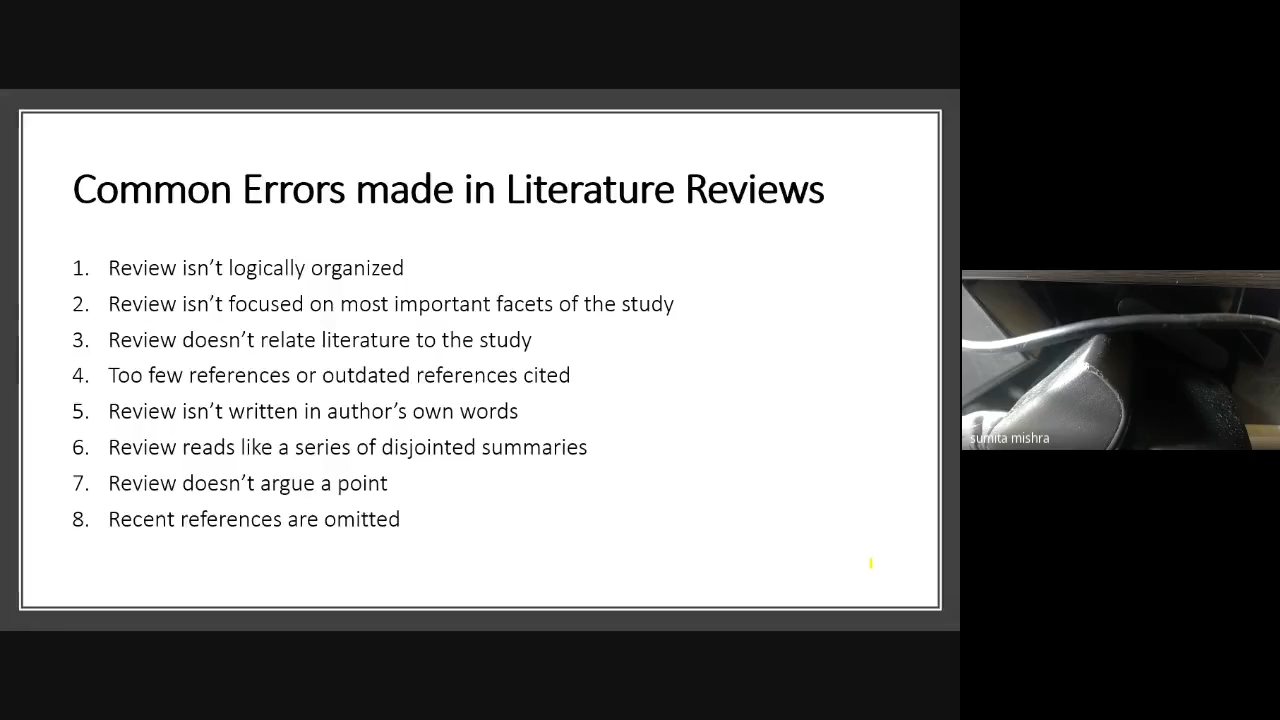 Common Errors made in Literature Reviews
1. Review isn’t logically organized
2. Review isn’t focused on most important facets of the study
3. Review doesn’t relate literature to the study
4. Too few references or outdated references cited
5. Review isn’t written in author’s own words
6. Review reads like a series of disjointed summaries
7. Review doesn’t argue a point
8. Recent references are omitted
sumita mishra